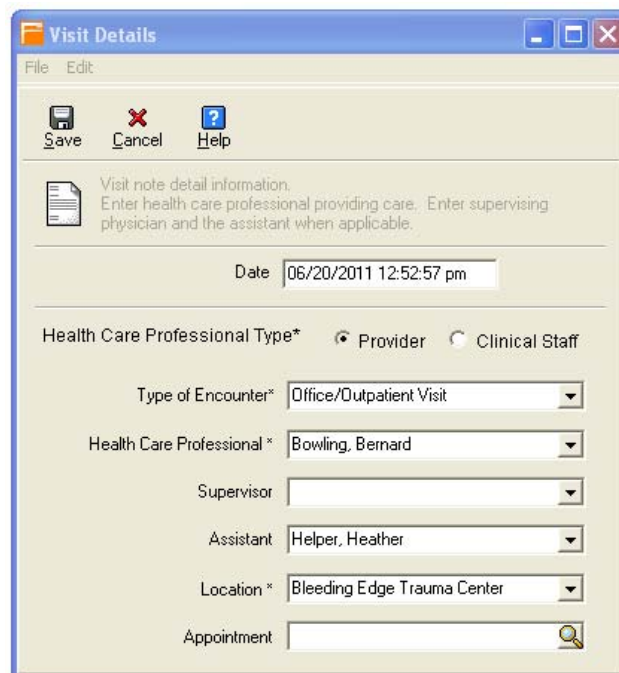 Visit Details
File Edit
Save Cancel Help
Visit note detail information.
Enter health care professional providing care. Enter supervising
physician and the assistant when applicable.
Date 06/20/2011 12:52:57 pm
Health Care Professional Type* Provider Clinical Staff
Type of Encounter* Office/Outpatient Visit
Health Care Professional * Bowling, Bernard
Supervisor
Assistant Helper, Heather
Location * Bleeding Edge Trauma Center
Appointment